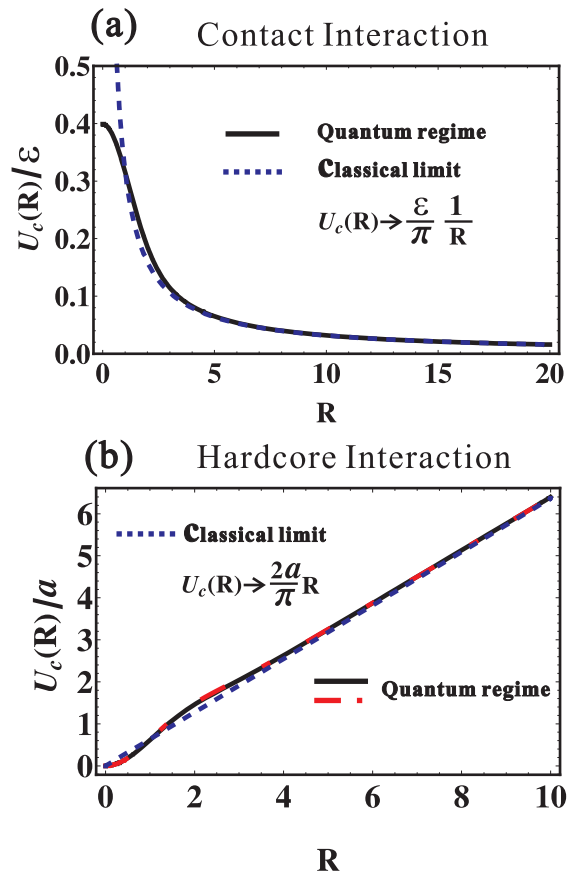 (a) Contact Interaction
0.5
0.4
0.3
0.2
0.1
0.0
U_c(R)/ε
Quantum regime
Classical limit
U_c(R)→ε/π 1/R
0 5 10 15 20
R
(b) Hardcore Interaction
6
5
4
3
2
1
0
U_c(R)/a
Classical limit
U_c(R)→2a/π R
Quantum regime
0 2 4 6 8 10
R